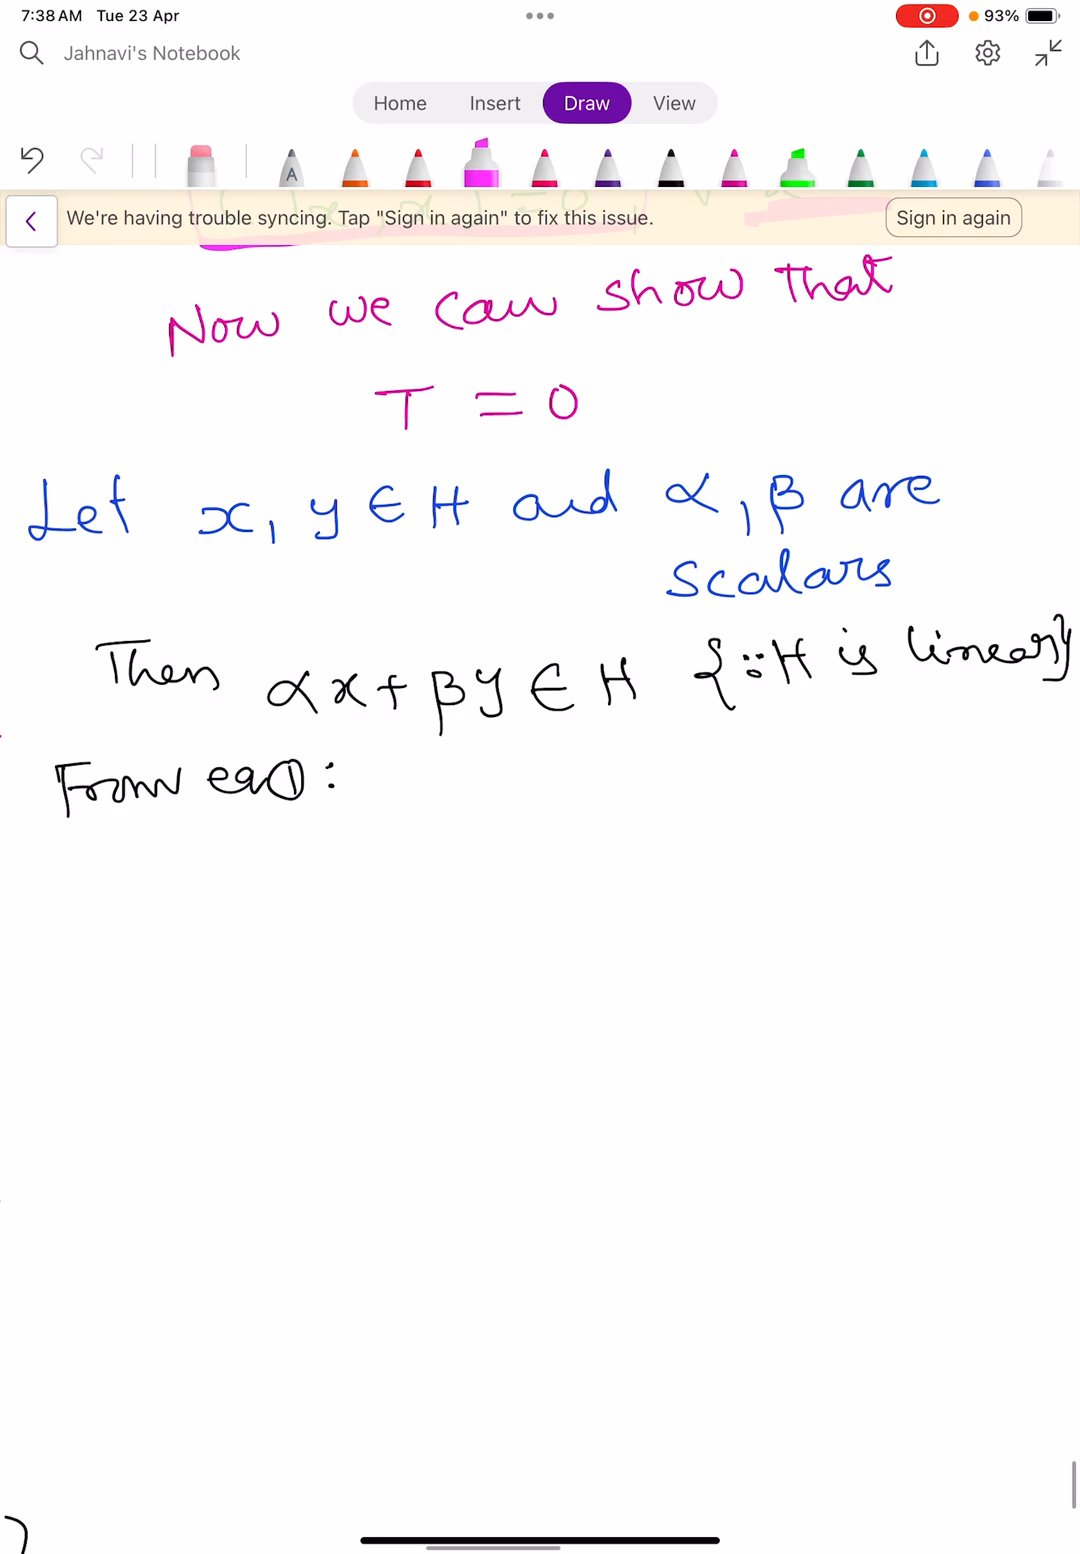 7:38 AM Tue 23 Apr
93%
Jahnavi's Notebook
Home Insert Draw View
A
We're having trouble syncing. Tap "Sign in again" to fix this issue.
Sign in again
Now we can show that
T = 0
Let x, y ∈ H and α, β are
scalars
Then αx + βy ∈ H {∵ H is linear}
From eq ①: